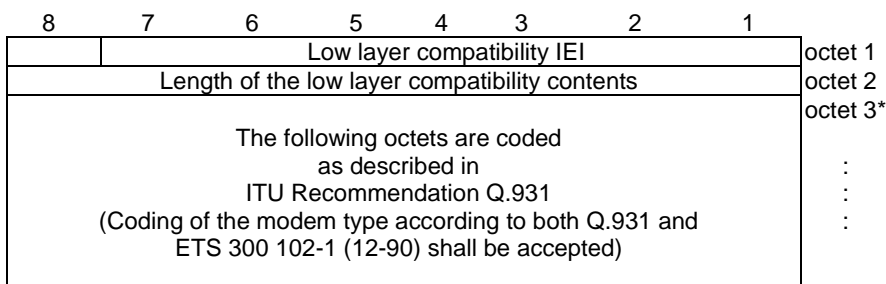 8 7 6 5 4 3 2 1
Low layer compatibility IEI octet 1
Length of the low layer compatibility contents octet 2
octet 3*
The following octets are coded
as described in :
ITU Recommendation Q.931 :
(Coding of the modem type according to both Q.931 and :
ETS 300 102-1 (12-90) shall be accepted)